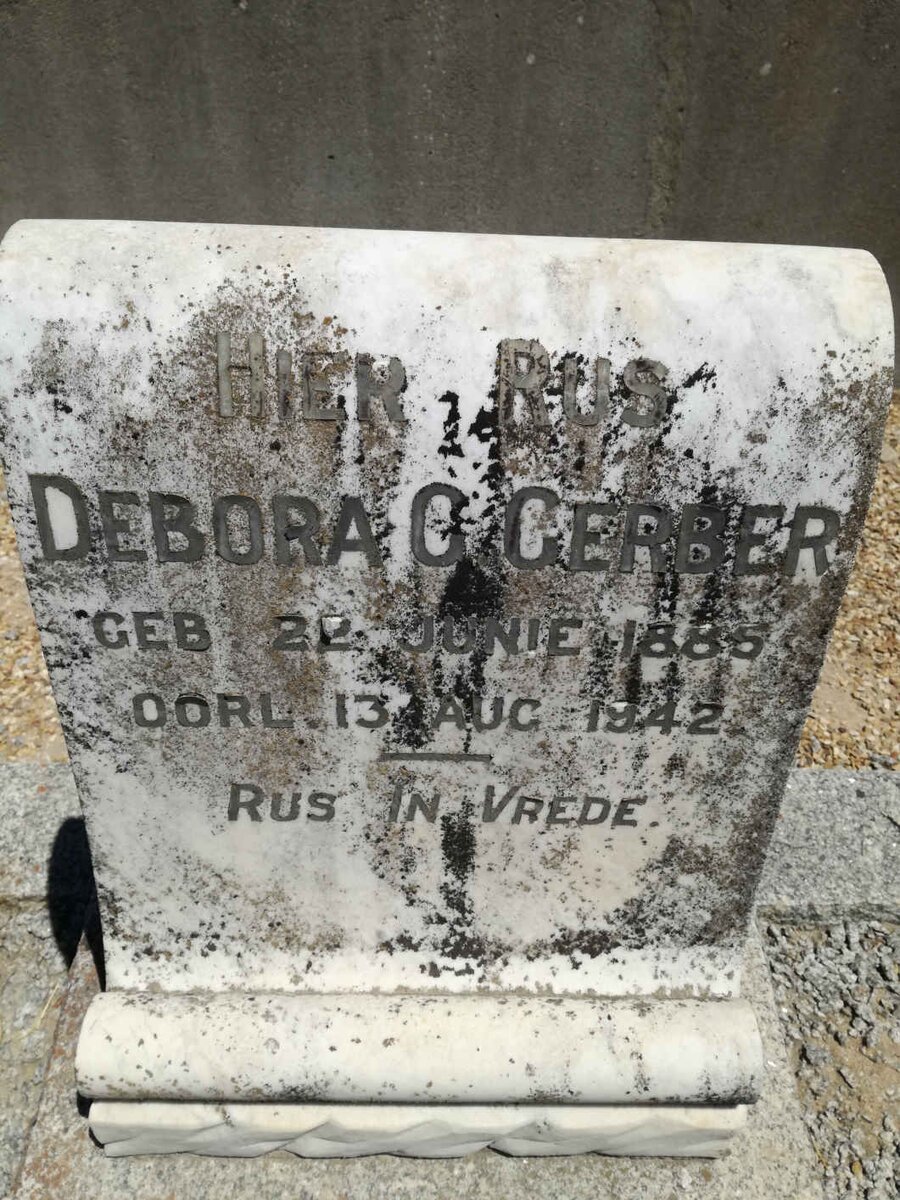 HIER RUS
DEBORA C. GERBER
GEB 22 JUNIE 1885
OORL. 13 AUG 1942
RUS IN VREDE.